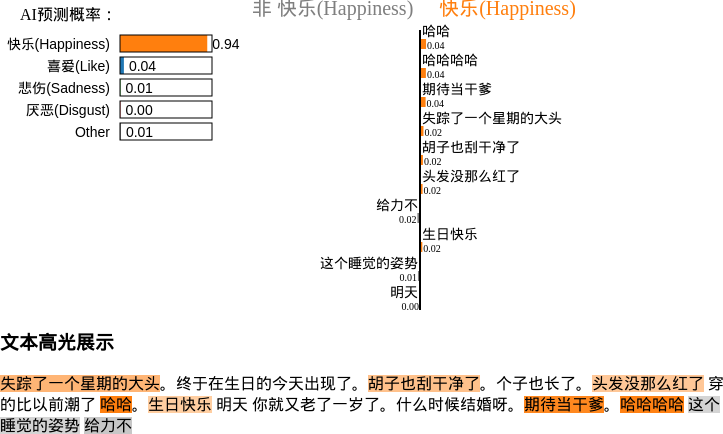 AI预测概率：
快乐(Happiness) 0.94
喜爱(Like) 0.04
悲伤(Sadness) 0.01
厌恶(Disgust) 0.00
Other 0.01
非 快乐(Happiness) 快乐(Happiness)
哈哈
0.04
哈哈哈哈
0.04
期待当干爹
0.04
失踪了一个星期的大头
0.02
胡子也刮干净了
0.02
头发没那么红了
0.02
给力不
0.02
生日快乐
0.02
这个睡觉的姿势
0.01
明天
0.00
文本高光展示
失踪了一个星期的大头。终于在生日的今天出现了。胡子也刮干净了。个子也长了。头发没那么红了 穿
的比以前潮了 哈哈。生日快乐 明天 你就又老了一岁了。什么时候结婚呀。期待当干爹。哈哈哈哈 这个
睡觉的姿势 给力不